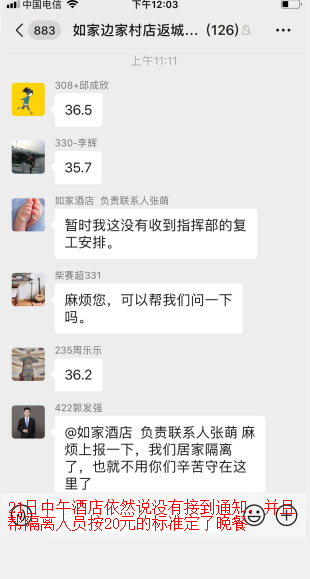 中国电信 下午12:03
883 如家边家村店返城... (126)
上午11:11
308+邱成欣
36.5
330-李辉
35.7
如家酒店 负责联系人张萌
暂时我这没有收到指挥部的复
工安排。
柴赛超331
麻烦您，可以帮我们问一下
吗。
235周乐乐
36.2
422郭发强
@如家酒店 负责联系人张萌 麻
烦上报一下，我们居家隔离
了，也就不用你们辛苦守在这
里了
21日中午酒店依然说没有接到通知，并且
帮隔离人员按20元的标准定了晚餐